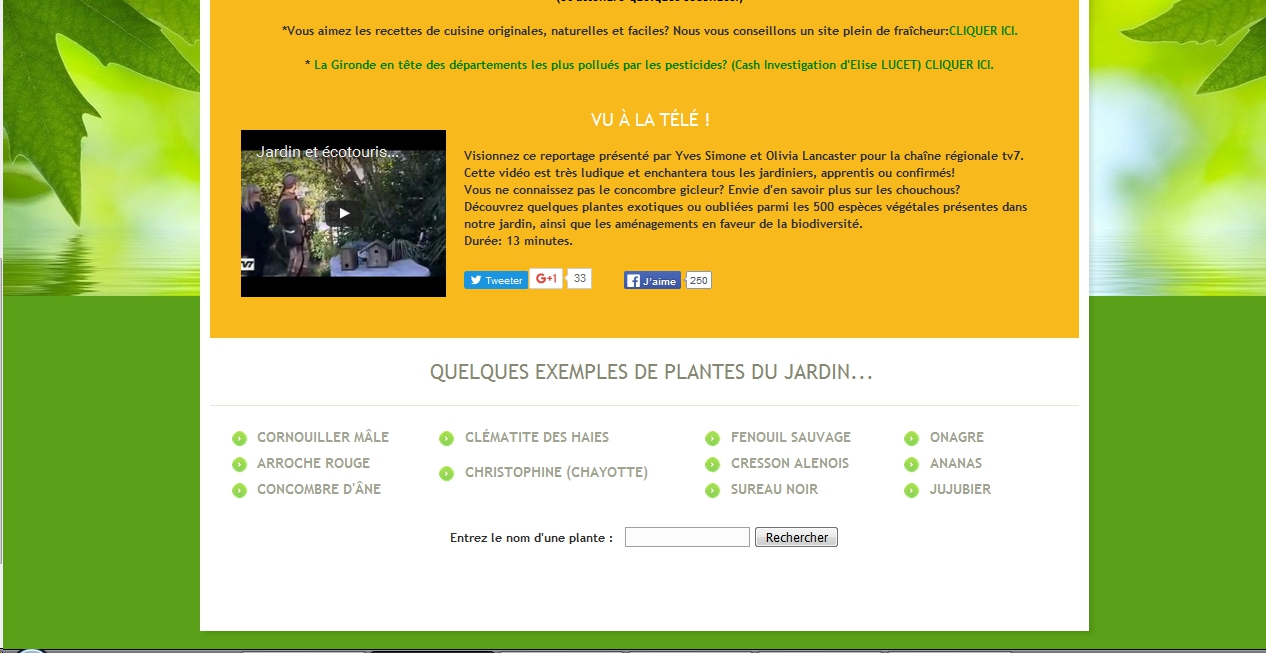 *Vous aimez les recettes de cuisine originales, naturelles et faciles? Nous vous conseillons un site plein de fraîcheur:CLIQUER ICI.
* La Gironde en tête des départements les plus pollués par les pesticides? (Cash Investigation d'Elise LUCET) CLIQUER ICI.
VU À LA TÉLÉ !
Jardin et écotouris...
Visionnez ce reportage présenté par Yves Simone et Olivia Lancaster pour la chaîne régionale tv7.
Cette vidéo est très ludique et enchantera tous les jardiniers, apprentis ou confirmés!
Vous ne connaissez pas le concombre gicleur? Envie d'en savoir plus sur les chouchous?
Découvrez quelques plantes exotiques ou oubliées parmi les 500 espèces végétales présentes dans
notre jardin, ainsi que les aménagements en faveur de la biodiversité.
Durée: 13 minutes.
Tweeter G+1 33 J'aime 250
QUELQUES EXEMPLES DE PLANTES DU JARDIN...
CORNOUILLER MÂLE
ARROCHE ROUGE
CONCOMBRE D'ÂNE
CLÉMATITE DES HAIES
CHRISTOPHINE (CHAYOTTE)
FENOUIL SAUVAGE
CRESSON ALENOIS
SUREAU NOIR
ONAGRE
ANANAS
JUJUBIER
Entrez le nom d'une plante : Rechercher